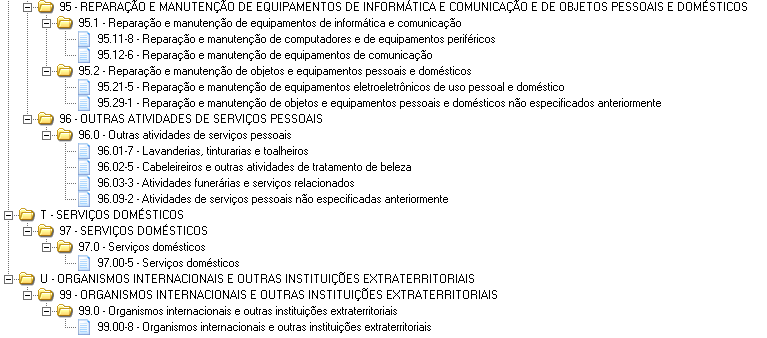 95 - REPARAÇÃO E MANUTENÇÃO DE EQUIPAMENTOS DE INFORMÁTICA E COMUNICAÇÃO E DE OBJETOS PESSOAIS E DOMÉSTICOS
95.1 - Reparação e manutenção de equipamentos de informática e comunicação
95.11-8 - Reparação e manutenção de computadores e de equipamentos periféricos
95.12-6 - Reparação e manutenção de equipamentos de comunicação
95.2 - Reparação e manutenção de objetos e equipamentos pessoais e domésticos
95.21-5 - Reparação e manutenção de equipamentos eletroeletrônicos de uso pessoal e doméstico
95.29-1 - Reparação e manutenção de objetos e equipamentos pessoais e domésticos não especificados anteriormente
96 - OUTRAS ATIVIDADES DE SERVIÇOS PESSOAIS
96.0 - Outras atividades de serviços pessoais
96.01-7 - Lavanderias, tinturarias e toalheiros
96.02-5 - Cabeleireiros e outras atividades de tratamento de beleza
96.03-3 - Atividades funerárias e serviços relacionados
96.09-2 - Atividades de serviços pessoais não especificadas anteriormente
T - SERVIÇOS DOMÉSTICOS
97 - SERVIÇOS DOMÉSTICOS
97.0 - Serviços domésticos
97.00-5 - Serviços domésticos
U - ORGANISMOS INTERNACIONAIS E OUTRAS INSTITUIÇÕES EXTRATERRITORIAIS
99 - ORGANISMOS INTERNACIONAIS E OUTRAS INSTITUIÇÕES EXTRATERRITORIAIS
99.0 - Organismos internacionais e outras instituições extraterritoriais
99.00-8 - Organismos internacionais e outras instituições extraterritoriais